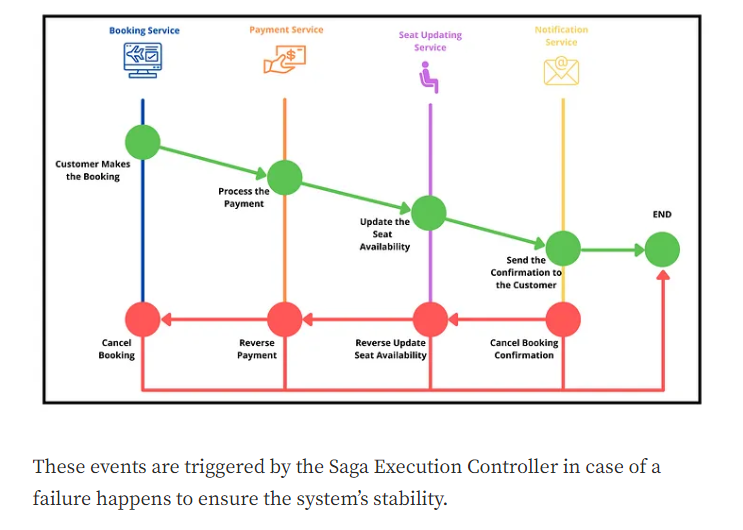 Booking Service
Payment Service
Seat Updating
Service
Notification
Service
Customer Makes
the Booking
Process the
Payment
Update the
Seat
Availability
Send the
Confirmation to
the Customer
END
Cancel
Booking
Reverse
Payment
Reverse Update
Seat Availability
Cancel Booking
Confirmation
These events are triggered by the Saga Execution Controller in case of a
failure happens to ensure the system’s stability.